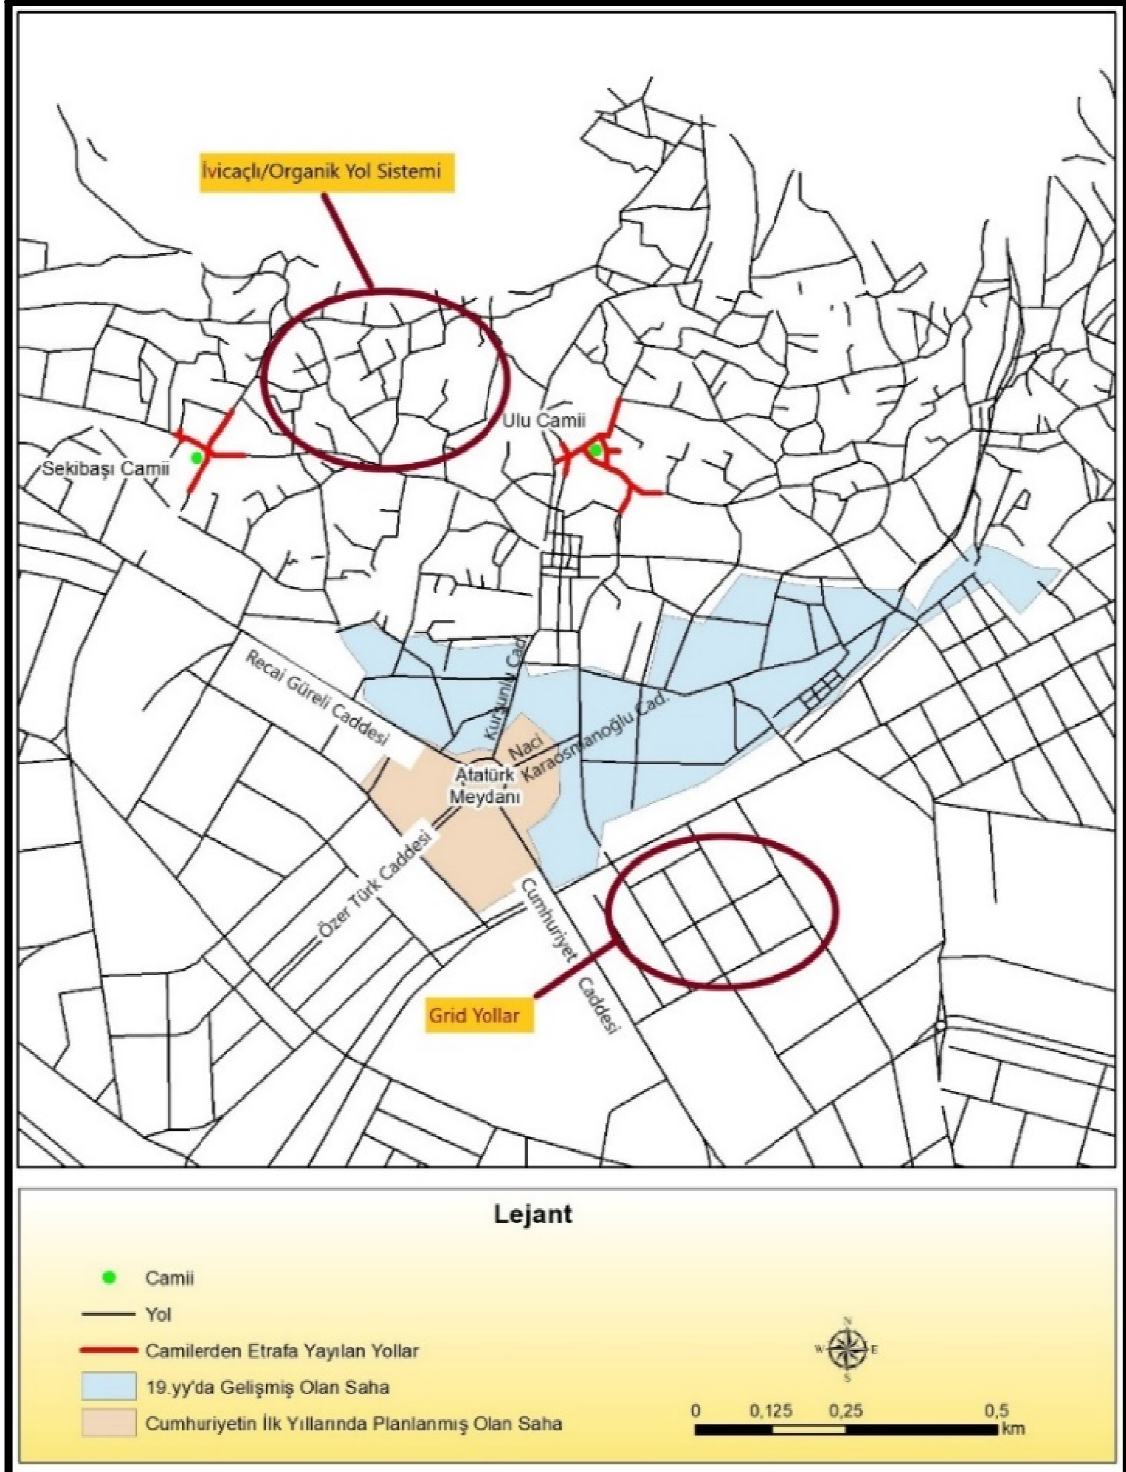 İvicaçlı/Organik Yol Sistemi
Ulu Camii
Sekibaşı Camii
Recai Güreli Caddesi
Kurşunlu Cad.
Naci
Karaosmanoğlu Cad.
Atatürk
Meydanı
Özer Türk Caddesi
Cumhuriyet Caddesi
Grid Yollar
Lejant
Camii
Yol
Camilerden Etrafa Yayılan Yollar
19.yy'da Gelişmiş Olan Saha
Cumhuriyetin İlk Yıllarında Planlanmış Olan Saha
N
W E
S
0 0,125 0,25 0,5
km